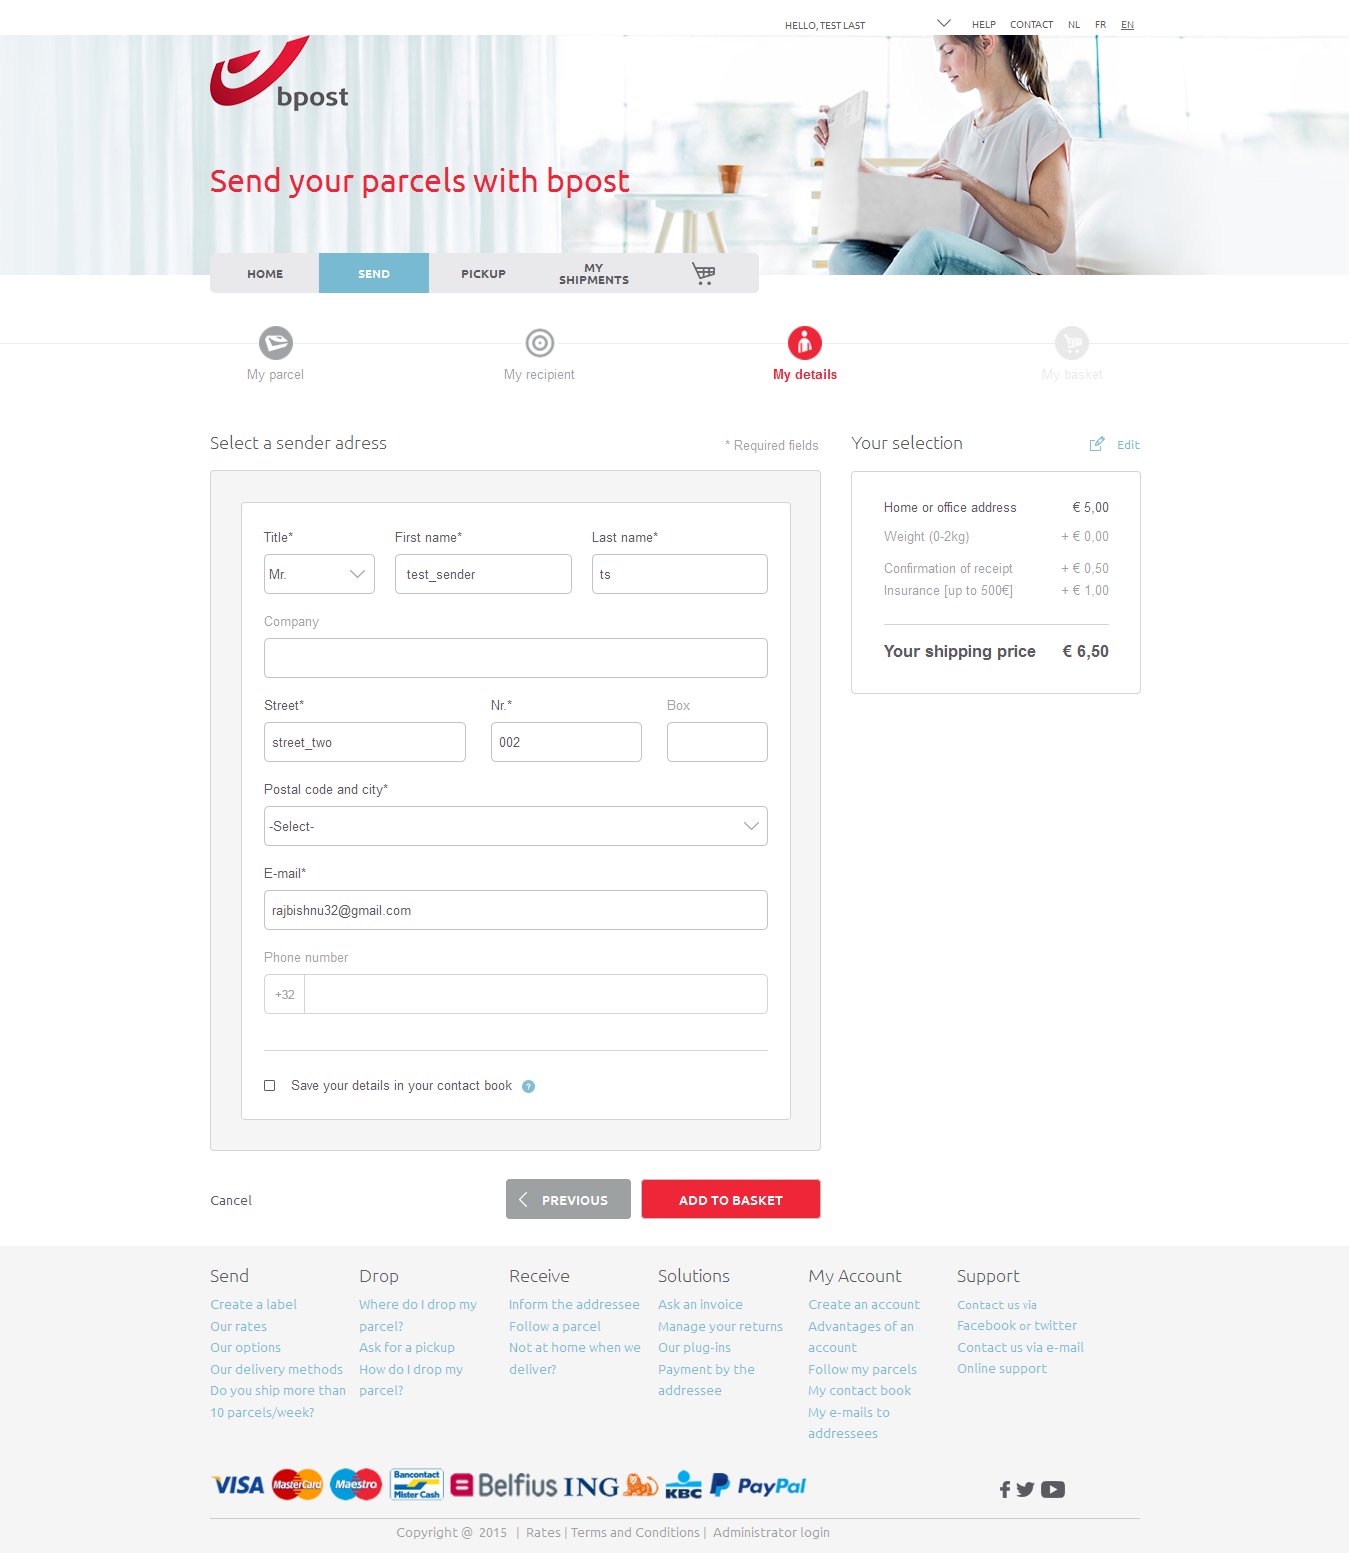 HELLO, TEST LAST
HELP CONTACT NL FR EN
bpost
Send your parcels with bpost
HOME SEND PICKUP MY SHIPMENTS
My parcel My recipient My details My basket
Select a sender adress
* Required fields
Your selection
Edit
Title* First name* Last name*
Mr. test_sender ts
Company
Street* Nr.* Box
street_two 002
Postal code and city*
-Select-
E-mail*
rajbishnu32@gmail.com
Phone number
+32
Save your details in your contact book ?
Home or office address € 5,00
Weight (0-2kg) + € 0,00
Confirmation of receipt + € 0,50
Insurance [up to 500€] + € 1,00
Your shipping price € 6,50
Cancel
PREVIOUS
ADD TO BASKET
Send
Create a label
Our rates
Our options
Our delivery methods
Do you ship more than
10 parcels/week?
Drop
Where do I drop my
parcel?
Ask for a pickup
How do I drop my
parcel?
Receive
Inform the addressee
Follow a parcel
Not at home when we
deliver?
Solutions
Ask an invoice
Manage your returns
Our plug-ins
Payment by the
addressee
My Account
Create an account
Advantages of an
account
Follow my parcels
My contact book
My e-mails to
addressees
Support
Contact us via
Facebook or twitter
Contact us via e-mail
Online support
VISA MasterCard Maestro Bancontact Mister Cash Belfius ING KBC PayPal
Copyright @ 2015 | Rates | Terms and Conditions | Administrator login